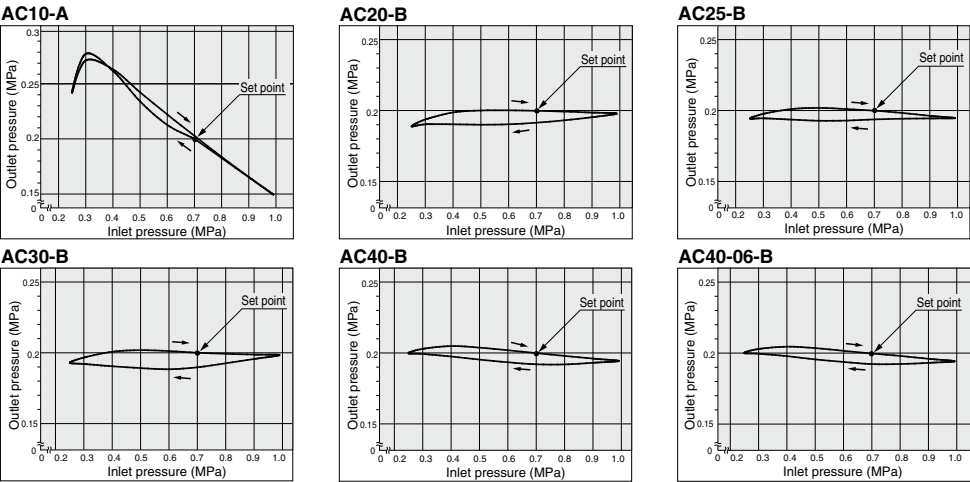 AC10-A
0.3
0.25
0.2
0.15
0
Outlet pressure (MPa)
Set point
0.2 0.3 0.4 0.5 0.6 0.7 0.8 0.9 1.0
Inlet pressure (MPa)
AC20-B
0.25
0.2
0.15
0
Outlet pressure (MPa)
Set point
0 0.2 0.3 0.4 0.5 0.6 0.7 0.8 0.9 1.0
Inlet pressure (MPa)
AC25-B
0.25
0.2
0.15
0
Outlet pressure (MPa)
Set point
0 0.2 0.3 0.4 0.5 0.6 0.7 0.8 0.9 1.0
Inlet pressure (MPa)
AC30-B
0.25
0.2
0.15
0
Outlet pressure (MPa)
Set point
0 0.2 0.3 0.4 0.5 0.6 0.7 0.8 0.9 1.0
Inlet pressure (MPa)
AC40-B
0.25
0.2
0.15
0
Outlet pressure (MPa)
Set point
0 0.2 0.3 0.4 0.5 0.6 0.7 0.8 0.9 1.0
Inlet pressure (MPa)
AC40-06-B
0.25
0.2
0.15
0
Outlet pressure (MPa)
Set point
0 0.2 0.3 0.4 0.5 0.6 0.7 0.8 0.9 1.0
Inlet pressure (MPa)